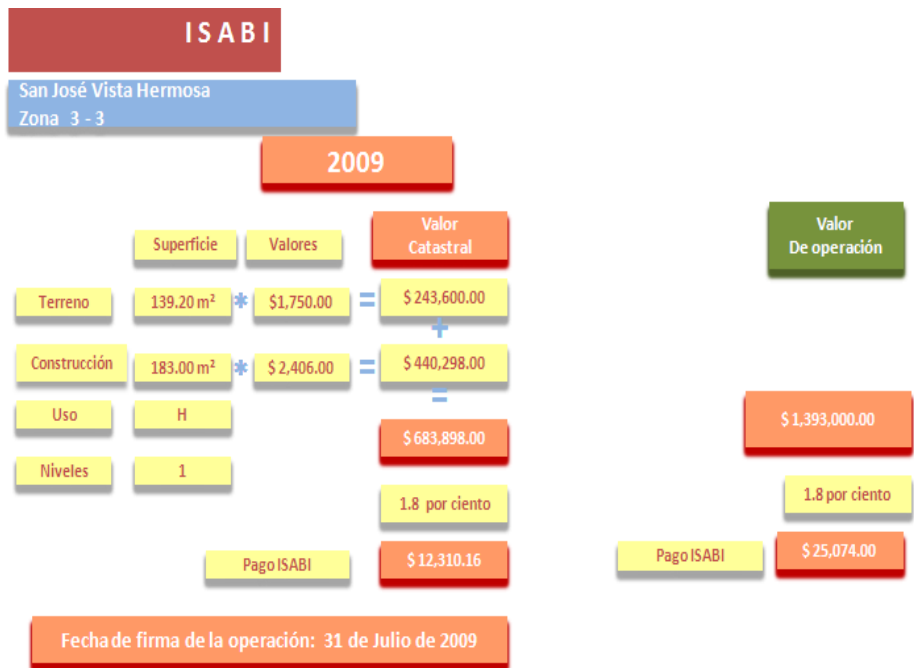 ISABI
San José Vista Hermosa
Zona 3 - 3
2009
Superficie Valores Valor Catastral
Valor De operación
Terreno 139.20 m² * $1,750.00 = $ 243,600.00
+
Construcción 183.00 m² * $ 2,406.00 = $ 440,298.00
=
Uso H
$ 683,898.00
$ 1,393,000.00
Niveles 1
1.8 por ciento
1.8 por ciento
Pago ISABI $ 12,310.16
Pago ISABI $ 25,074.00
Fecha de firma de la operación: 31 de Julio de 2009